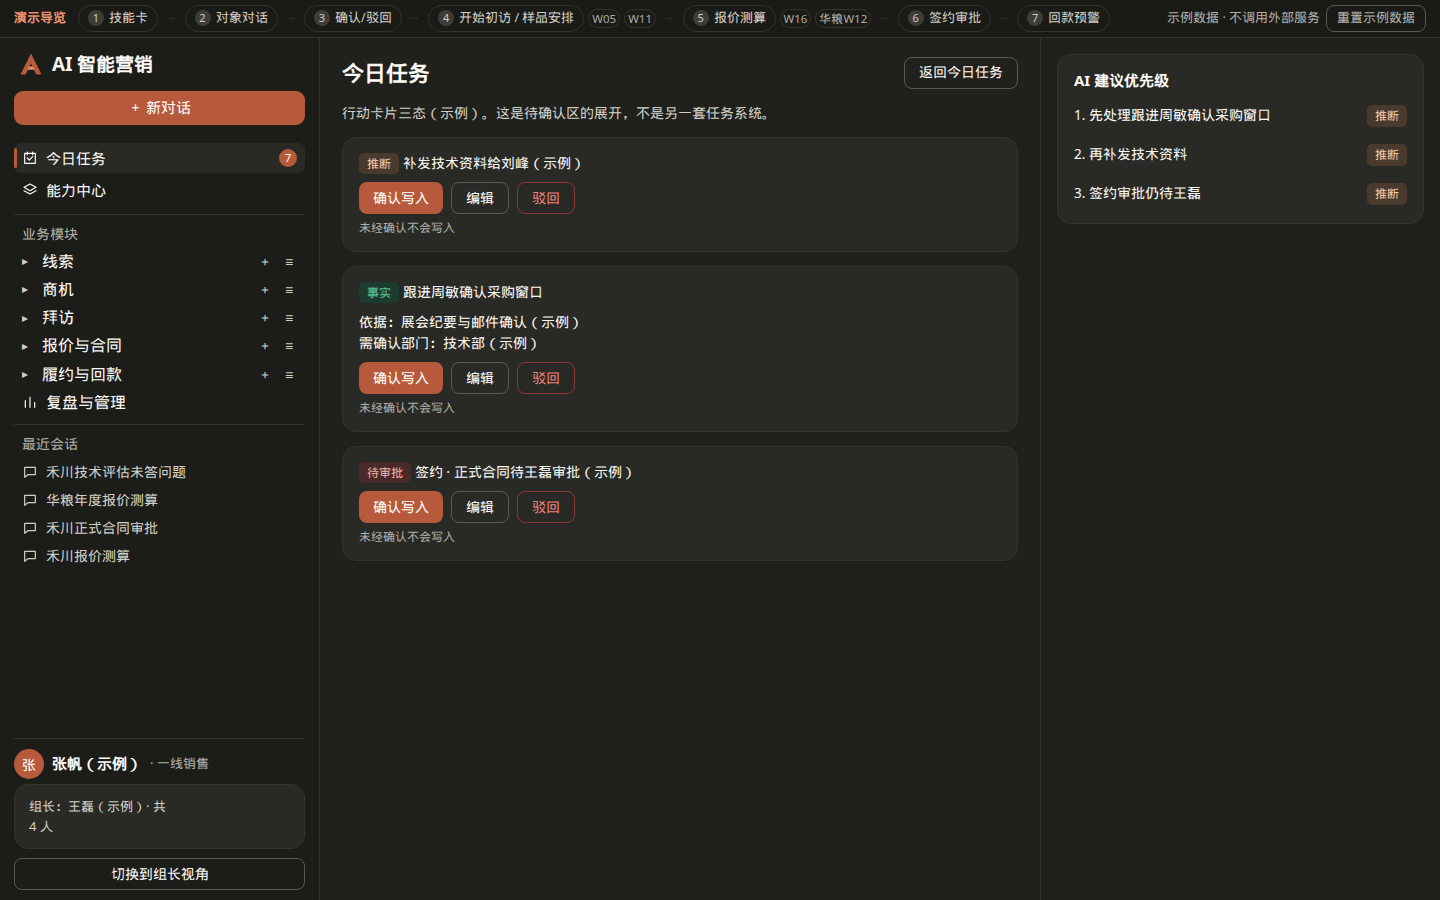 演示导览 1 技能卡 → 2 对象对话 → 3 确认/驳回 → 4 开始初访 / 样品安排 W05 W11 → 5 报价测算 W16 华粮W12 → 6 签约审批 → 7 回款预警 示例数据 · 不调用外部服务 重置示例数据
AI 智能营销
+ 新对话
今日任务 7
能力中心
业务模块
▸ 线索 + ≡
▸ 商机 + ≡
▸ 拜访 + ≡
▸ 报价与合同 + ≡
▸ 履约与回款 + ≡
复盘与管理
最近会话
禾川技术评估未答问题
华粮年度报价测算
禾川正式合同审批
禾川报价测算
张 张帆（示例） · 一线销售
组长：王磊（示例）· 共
4 人
切换到组长视角
今日任务 返回今日任务
行动卡片三态（示例）。这是待确认区的展开，不是另一套任务系统。
推断 补发技术资料给刘峰（示例）
确认写入 编辑 驳回
未经确认不会写入
事实 跟进周敏确认采购窗口
依据：展会纪要与邮件确认（示例）
需确认部门：技术部（示例）
确认写入 编辑 驳回
未经确认不会写入
待审批 签约 · 正式合同待王磊审批（示例）
确认写入 编辑 驳回
未经确认不会写入
AI 建议优先级
1. 先处理跟进周敏确认采购窗口 推断
2. 再补发技术资料 推断
3. 签约审批仍待王磊 推断